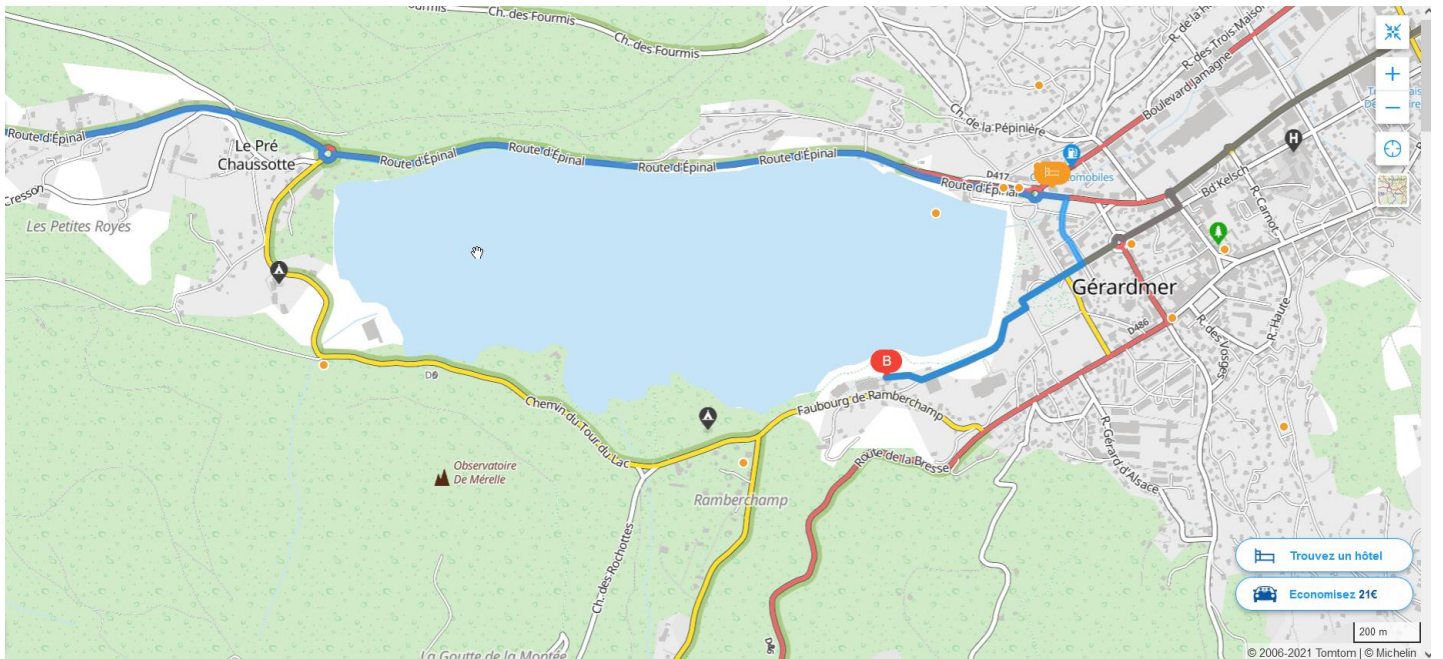 Fourmis
Ch. des Fourmis
Ch. des Fourmis
R. des Trois Maisons
Boulevard Jamagne
Ch. de la Pépinière
Route d'Épinal
Le Pré
Chaussotte
Route d'Épinal
Route d'Épinal
Route d'Épinal
Route d'Épinal
D417
Route d'Épinal
H
Bd Kelsch
R. Carnot
Cresson
Les Petites Royes
Gérardmer
D486
R. des Vosges
R. Haute
B
D69
Chemin du Tour du Lac
Faubourg de Ramberchamp
Observatoire
De Mérelle
Route de la Bresse
R. Gérard d'Alsace
Ramberchamp
Ch. des Rochottes
D486
La Goutte de la Montée
Trouvez un hôtel
Economisez 21€
200 m
© 2006-2021 Tomtom | © Michelin